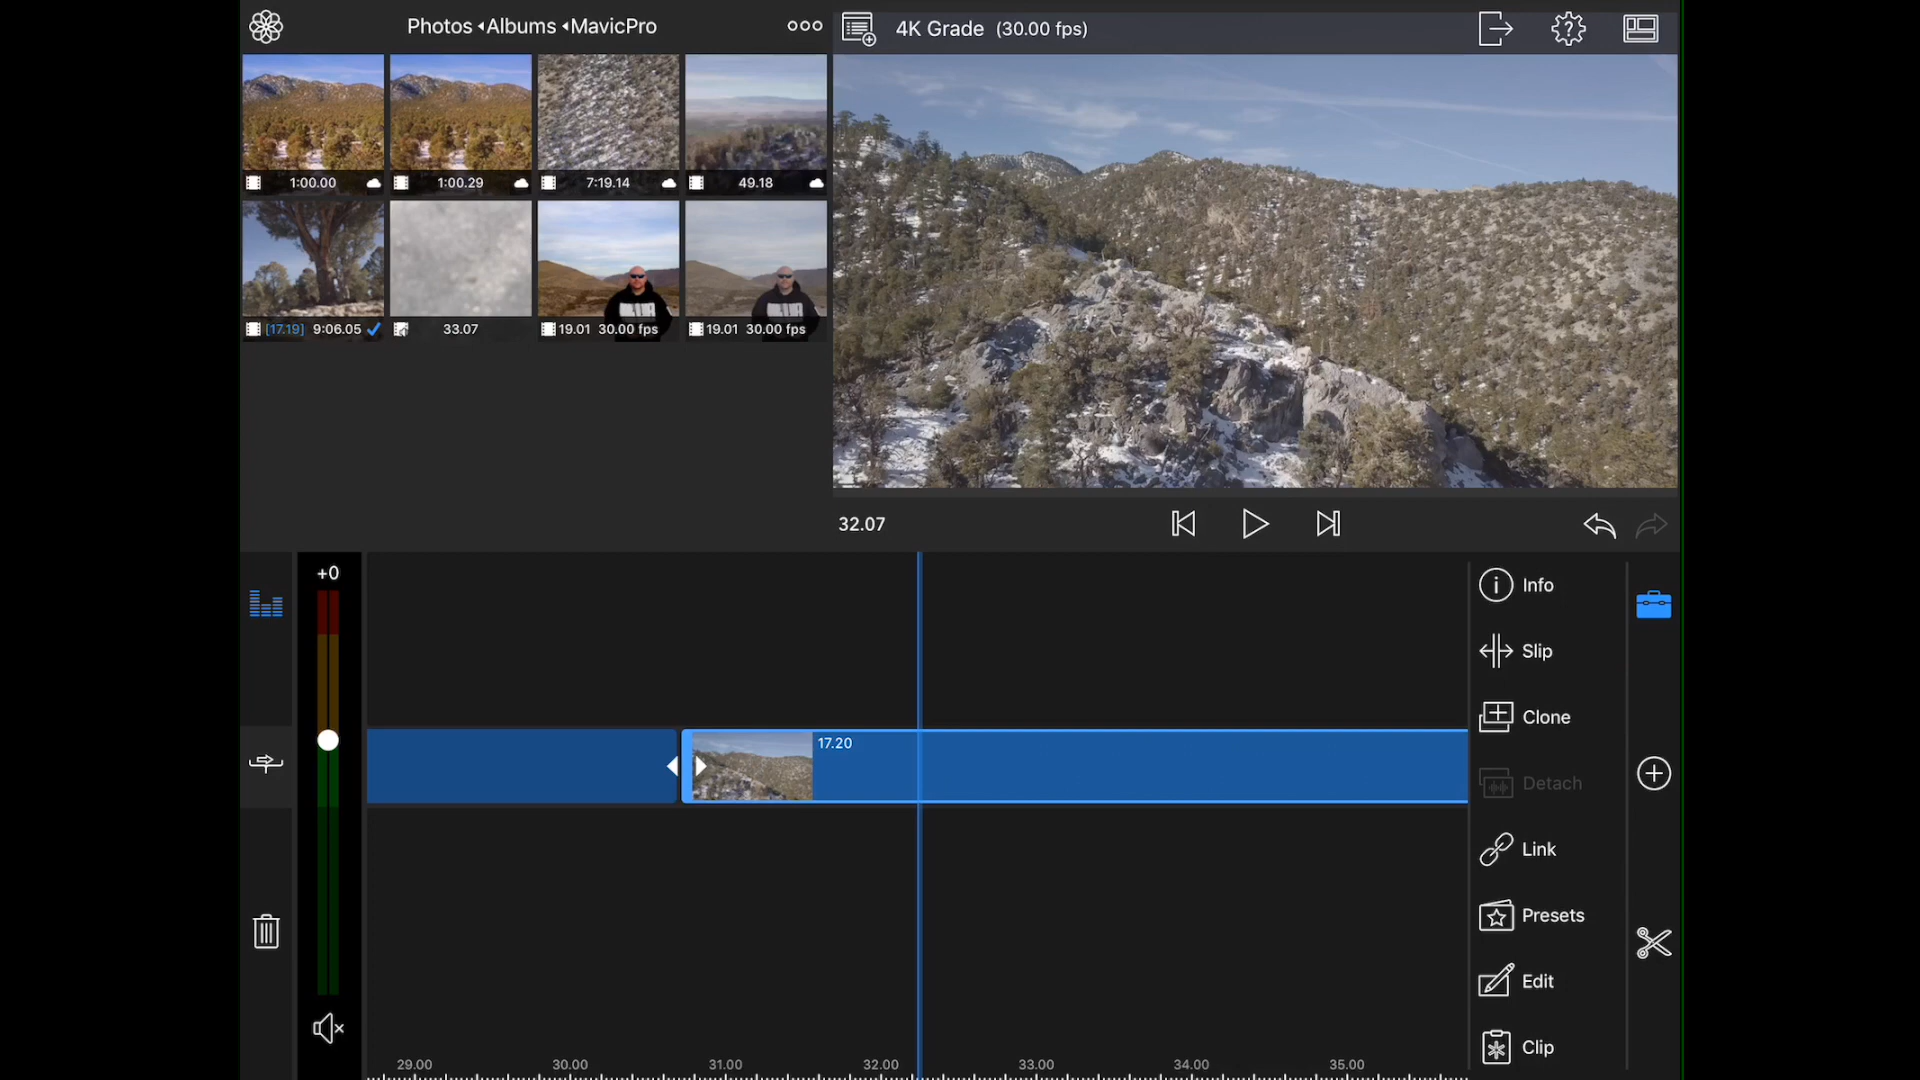 Photos ◂Albums ◂MavicPro
4K Grade (30.00 fps)
1:00.00
1:00.29
7:19.14
49.18
[17.19] 9:06.05
33.07
19.01 30.00 fps
19.01 30.00 fps
32.07
+0
17.20
Info
Slip
Clone
Detach
Link
Presets
Edit
Clip
29.00 30.00 31.00 32.00 33.00 34.00 35.00